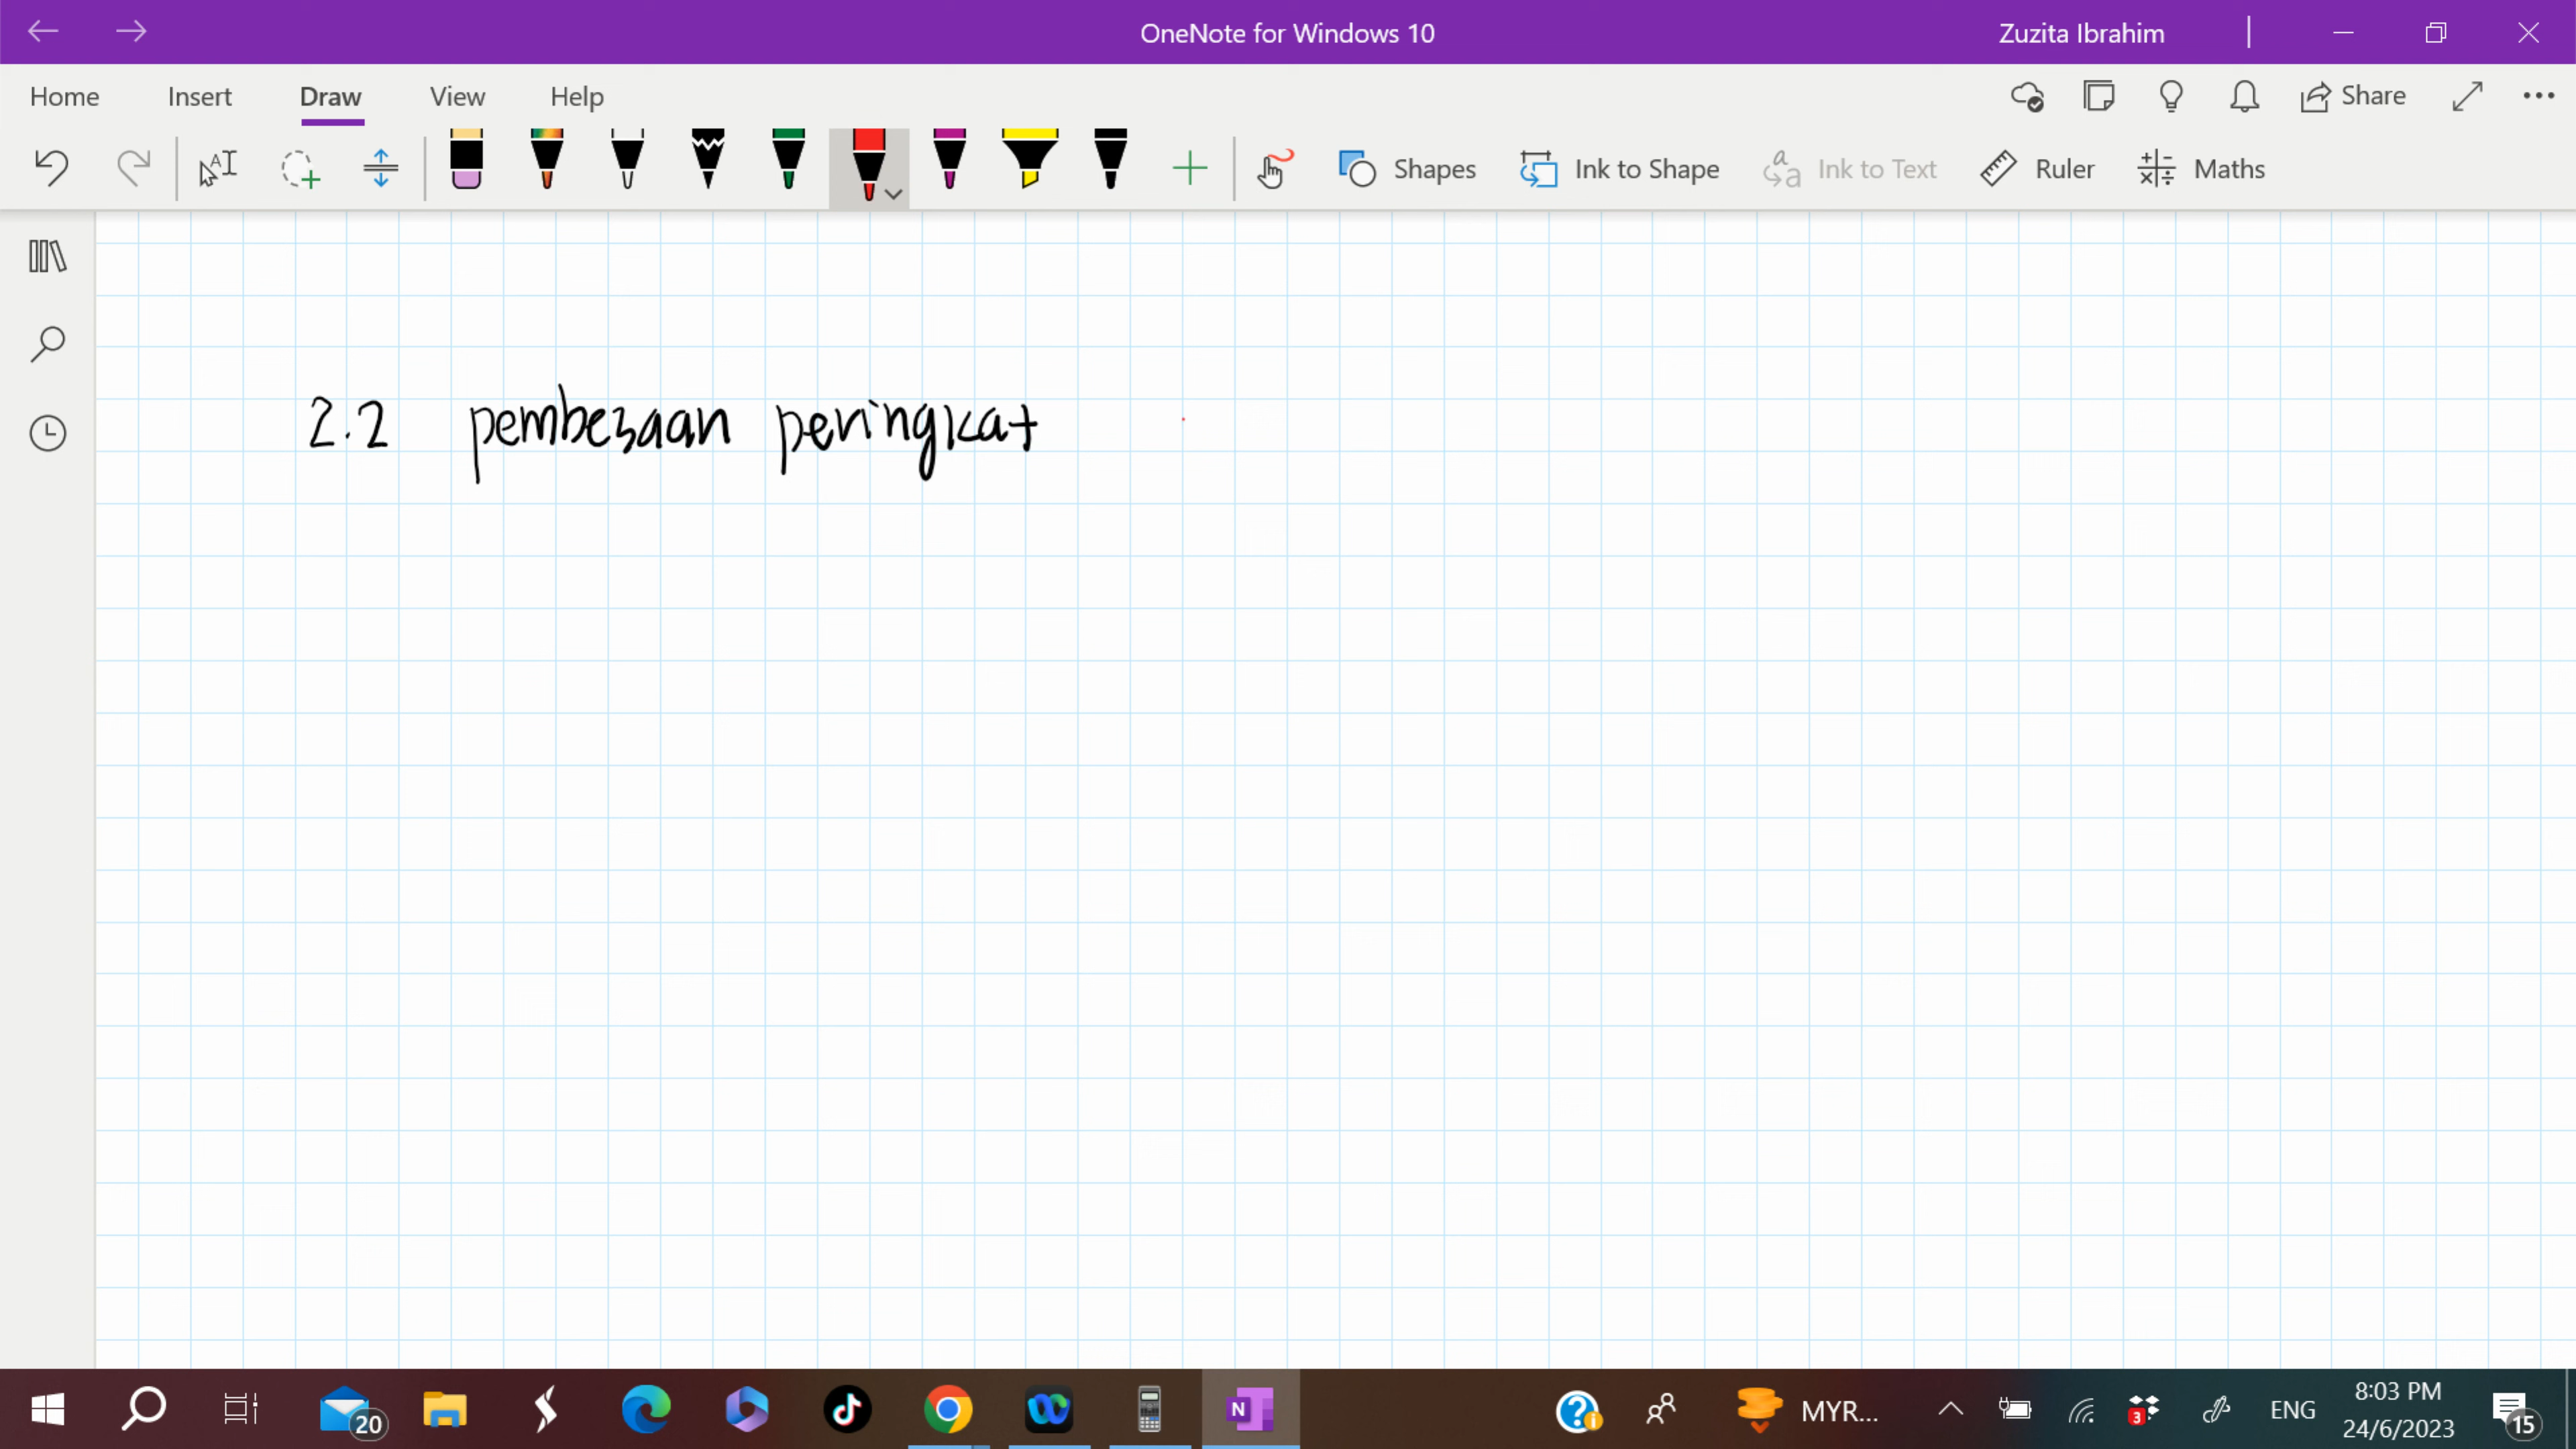 OneNote for Windows 10
Zuzita Ibrahim
Home Insert Draw View Help
Share
Shapes Ink to Shape Ink to Text Ruler Maths
2.2 pembezaan peringkat
20
MYR...
3
ENG
8:03 PM
24/6/2023
15